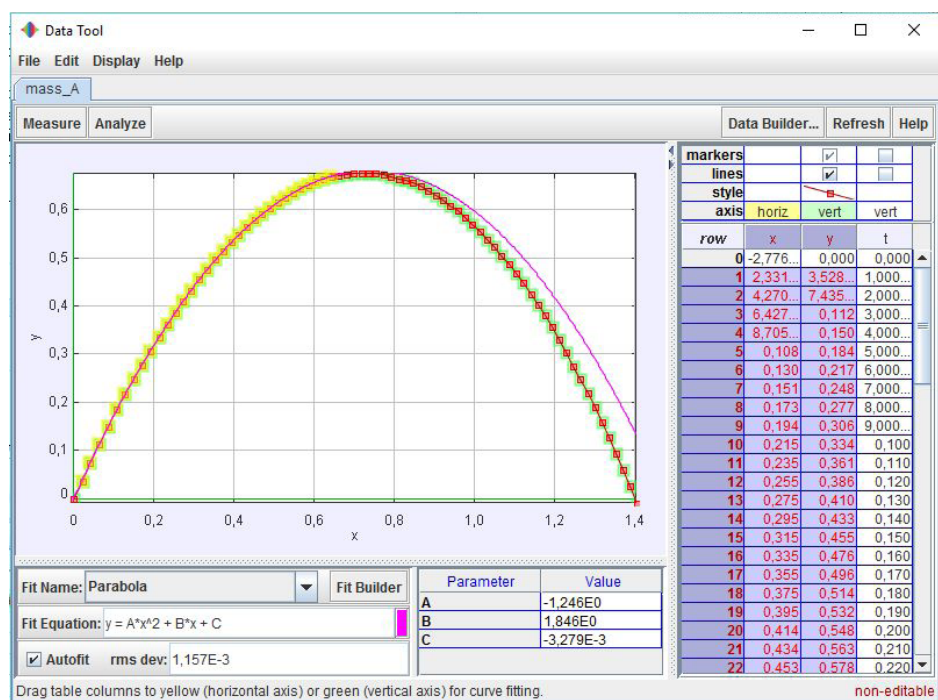 Data Tool
File Edit Display Help
mass_A
Measure Analyze Data Builder... Refresh Help
markers
lines
style
axis horiz vert vert
row x y t
0 -2,776... 0,000 0,000
1 2,331... 3,528... 1,000...
2 4,270... 7,435... 2,000...
3 6,427... 0,112 3,000...
4 8,705... 0,150 4,000...
5 0,108 0,184 5,000...
6 0,130 0,217 6,000...
7 0,151 0,248 7,000...
8 0,173 0,277 8,000...
9 0,194 0,306 9,000...
10 0,215 0,334 0,100
11 0,235 0,361 0,110
12 0,255 0,386 0,120
13 0,275 0,410 0,130
14 0,295 0,433 0,140
15 0,315 0,455 0,150
16 0,335 0,476 0,160
17 0,355 0,496 0,170
18 0,375 0,514 0,180
19 0,395 0,532 0,190
20 0,414 0,548 0,200
21 0,434 0,563 0,210
22 0,453 0,578 0,220
0,6
0,5
0,4
0,3
0,2
0,1
0
y
0 0,2 0,4 0,6 0,8 1,0 1,2 1,4
x
Fit Name: Parabola Fit Builder
Fit Equation: y = A*x^2 + B*x + C
Autofit rms dev: 1,157E-3
Parameter Value
A -1,246E0
B 1,846E0
C -3,279E-3
Drag table columns to yellow (horizontal axis) or green (vertical axis) for curve fitting. non-editable